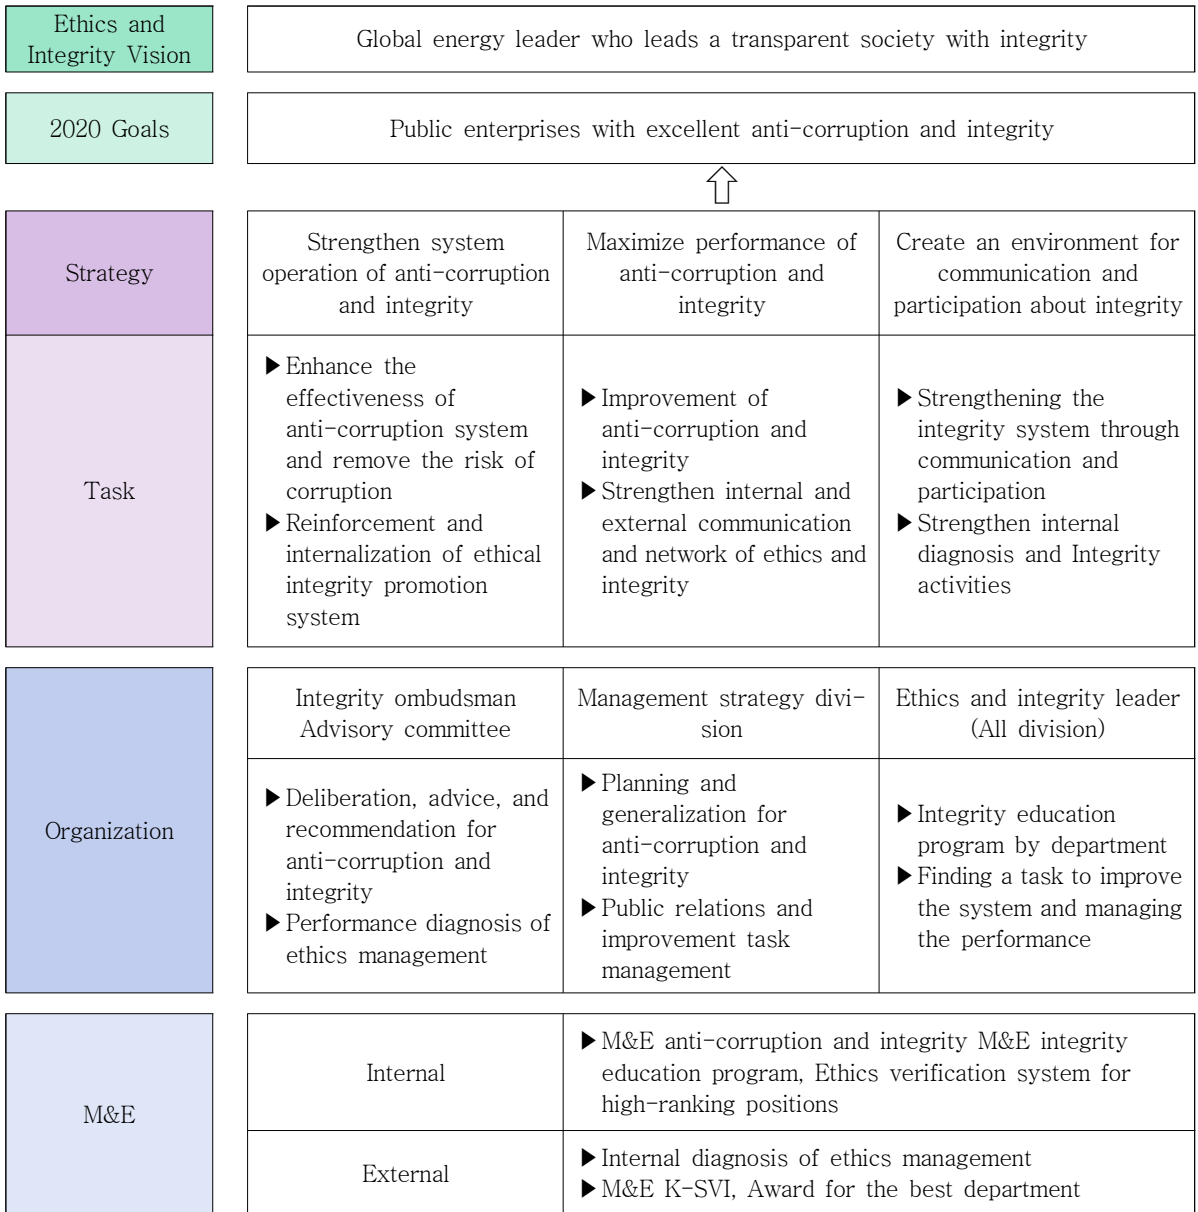 Ethics and
Integrity Vision
Global energy leader who leads a transparent society with integrity
2020 Goals
Public enterprises with excellent anti-corruption and integrity
Strategy
Strengthen system
operation of anti-corruption
and integrity
Maximize performance of
anti-corruption and
integrity
Create an environment for
communication and
participation about integrity
Task
▶Enhance the
effectiveness of
anti-corruption system
and remove the risk of
corruption
▶Reinforcement and
internalization of ethical
integrity promotion
system
▶Improvement of
anti-corruption and
integrity
▶Strengthen internal and
external communication
and network of ethics and
integrity
▶Strengthening the
integrity system through
communication and
participation
▶Strengthen internal
diagnosis and Integrity
activities
Organization
Integrity ombudsman
Advisory committee
Management strategy divi-
sion
Ethics and integrity leader
(All division)
▶Deliberation, advice, and
recommendation for
anti-corruption and
integrity
▶Performance diagnosis of
ethics management
▶Planning and
generalization for
anti-corruption and
integrity
▶Public relations and
improvement task
management
▶Integrity education
program by department
▶Finding a task to improve
the system and managing
the performance
M&E
Internal
▶M&E anti-corruption and integrity M&E integrity
education program, Ethics verification system for
high-ranking positions
External
▶Internal diagnosis of ethics management
▶M&E K-SVI, Award for the best department